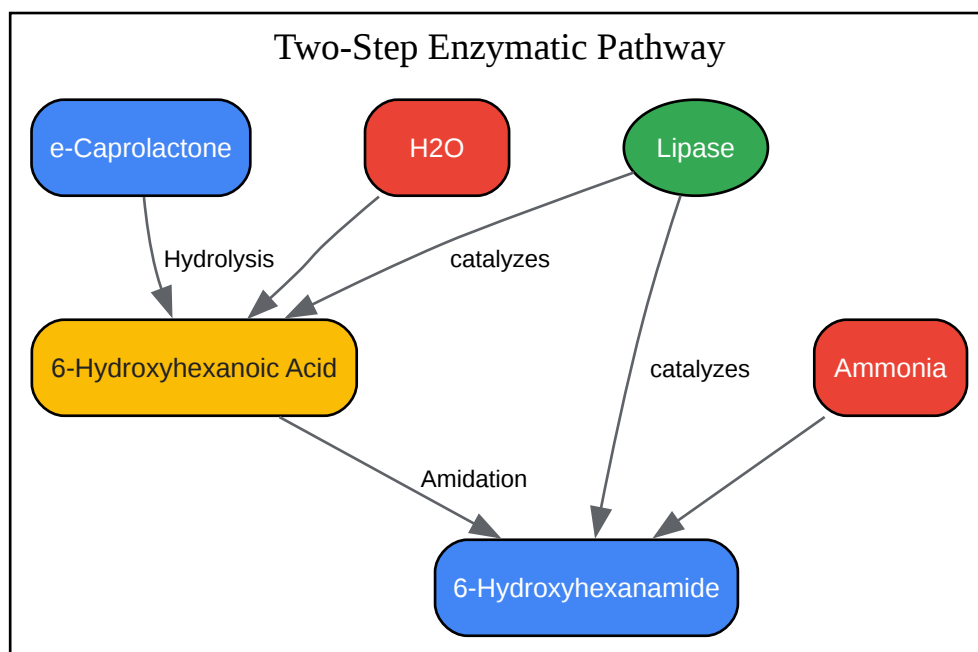 Two-Step Enzymatic Pathway
e-Caprolactone
H2O
Lipase
Hydrolysis
catalyzes
6-Hydroxyhexanoic Acid
catalyzes
Ammonia
Amidation
6-Hydroxyhexanamide